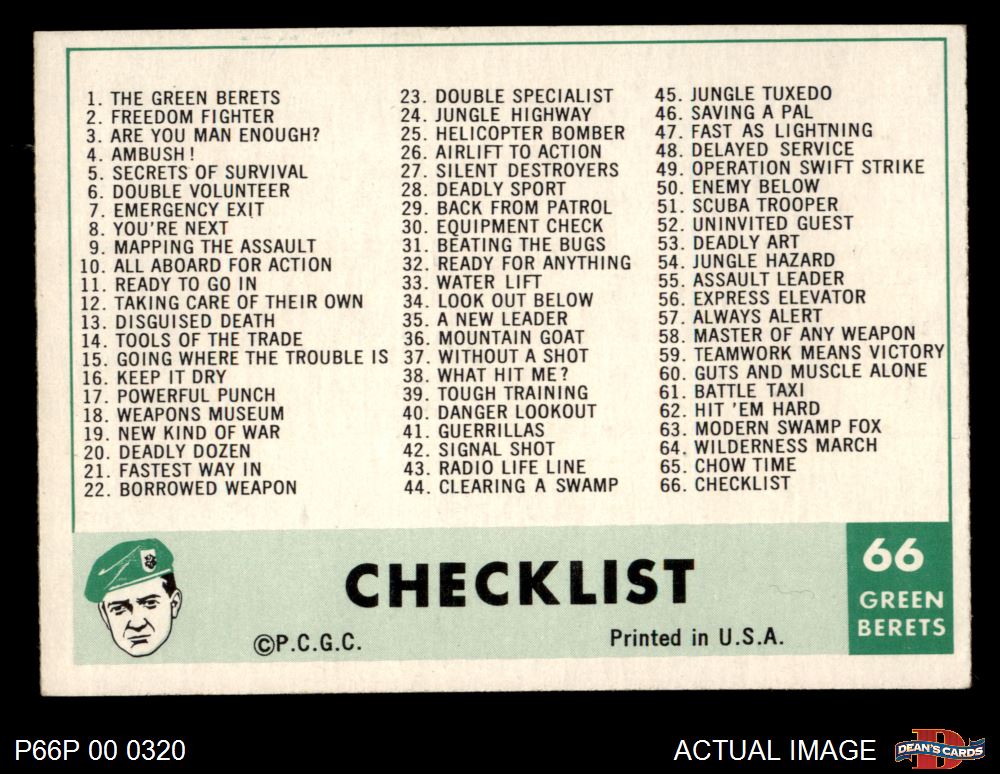 1. THE GREEN BERETS
2. FREEDOM FIGHTER
3. ARE YOU MAN ENOUGH?
4. AMBUSH!
5. SECRETS OF SURVIVAL
6. DOUBLE VOLUNTEER
7. EMERGENCY EXIT
8. YOU'RE NEXT
9. MAPPING THE ASSAULT
10. ALL ABOARD FOR ACTION
11. READY TO GO IN
12. TAKING CARE OF THEIR OWN
13. DISGUISED DEATH
14. TOOLS OF THE TRADE
15. GOING WHERE THE TROUBLE IS
16. KEEP IT DRY
17. POWERFUL PUNCH
18. WEAPONS MUSEUM
19. NEW KIND OF WAR
20. DEADLY DOZEN
21. FASTEST WAY IN
22. BORROWED WEAPON
23. DOUBLE SPECIALIST
24. JUNGLE HIGHWAY
25. HELICOPTER BOMBER
26. AIRLIFT TO ACTION
27. SILENT DESTROYERS
28. DEADLY SPORT
29. BACK FROM PATROL
30. EQUIPMENT CHECK
31. BEATING THE BUGS
32. READY FOR ANYTHING
33. WATER LIFT
34. LOOK OUT BELOW
35. A NEW LEADER
36. MOUNTAIN GOAT
37. WITHOUT A SHOT
38. WHAT HIT ME?
39. TOUGH TRAINING
40. DANGER LOOKOUT
41. GUERRILLAS
42. SIGNAL SHOT
43. RADIO LIFE LINE
44. CLEARING A SWAMP
45. JUNGLE TUXEDO
46. SAVING A PAL
47. FAST AS LIGHTNING
48. DELAYED SERVICE
49. OPERATION SWIFT STRIKE
50. ENEMY BELOW
51. SCUBA TROOPER
52. UNINVITED GUEST
53. DEADLY ART
54. JUNGLE HAZARD
55. ASSAULT LEADER
56. EXPRESS ELEVATOR
57. ALWAYS ALERT
58. MASTER OF ANY WEAPON
59. TEAMWORK MEANS VICTORY
60. GUTS AND MUSCLE ALONE
61. BATTLE TAXI
62. HIT 'EM HARD
63. MODERN SWAMP FOX
64. WILDERNESS MARCH
65. CHOW TIME
66. CHECKLIST
CHECKLIST
©P.C.G.C.
Printed in U.S.A.
66
GREEN
BERETS
P66P 00 0320
ACTUAL IMAGE
D
DEAN'S CARDS